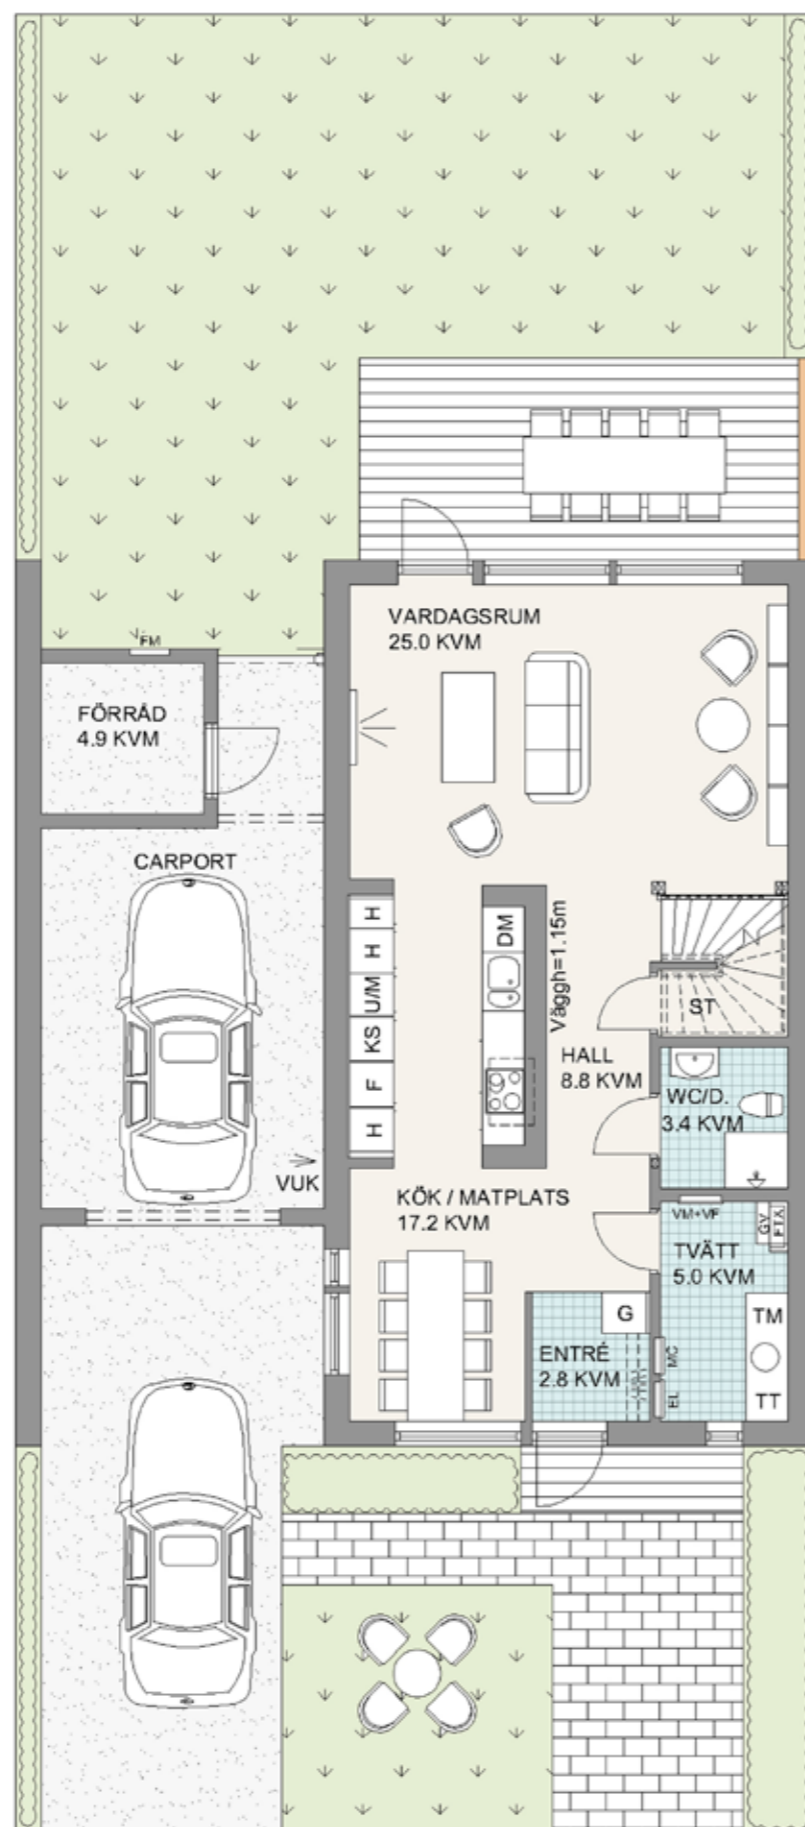 VARDAGSRUM
25.0 KVM
FM
FÖRRÅD
4.9 KVM
CARPORT
H
H
U/M
KS
F
H
DM
Väggh=1.15m
ST
HALL
8.8 KVM
WC/D.
3.4 KVM
VUK
KÖK / MATPLATS
17.2 KVM
VM+VF
GV
FTX
TVÄTT
5.0 KVM
G
TM
ENTRÉ
2.8 KVM
MC
EL
TT